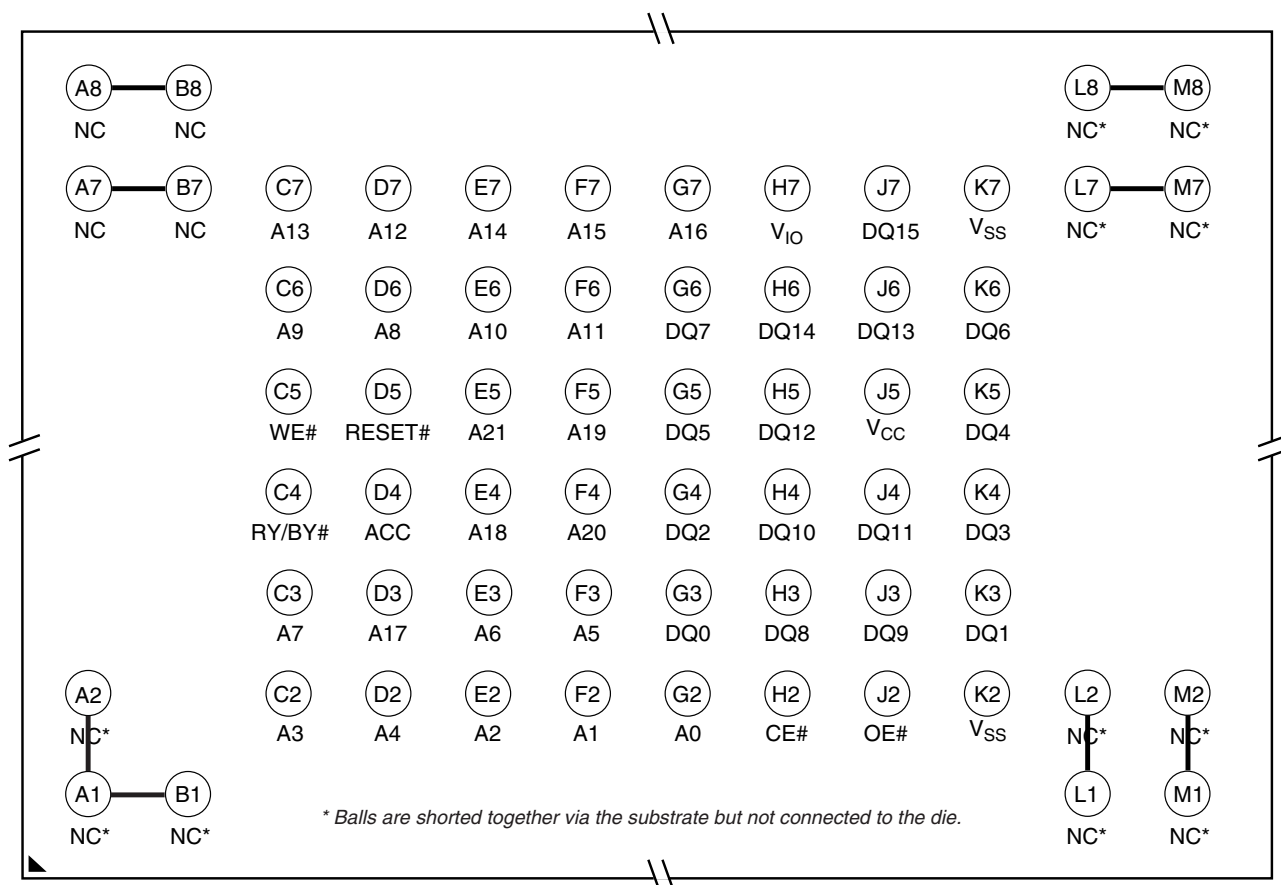 A8 B8 L8 M8
NC NC NC* NC*
A7 B7 C7 D7 E7 F7 G7 H7 J7 K7 L7 M7
NC NC A13 A12 A14 A15 A16 VIO DQ15 VSS NC* NC*
C6 D6 E6 F6 G6 H6 J6 K6
A9 A8 A10 A11 DQ7 DQ14 DQ13 DQ6
C5 D5 E5 F5 G5 H5 J5 K5
WE# RESET# A21 A19 DQ5 DQ12 VCC DQ4
C4 D4 E4 F4 G4 H4 J4 K4
RY/BY# ACC A18 A20 DQ2 DQ10 DQ11 DQ3
C3 D3 E3 F3 G3 H3 J3 K3
A7 A17 A6 A5 DQ0 DQ8 DQ9 DQ1
A2 C2 D2 E2 F2 G2 H2 J2 K2 L2 M2
NC* A3 A4 A2 A1 A0 CE# OE# VSS NC* NC*
A1 B1 L1 M1
NC* NC* * Balls are shorted together via the substrate but not connected to the die. NC* NC*